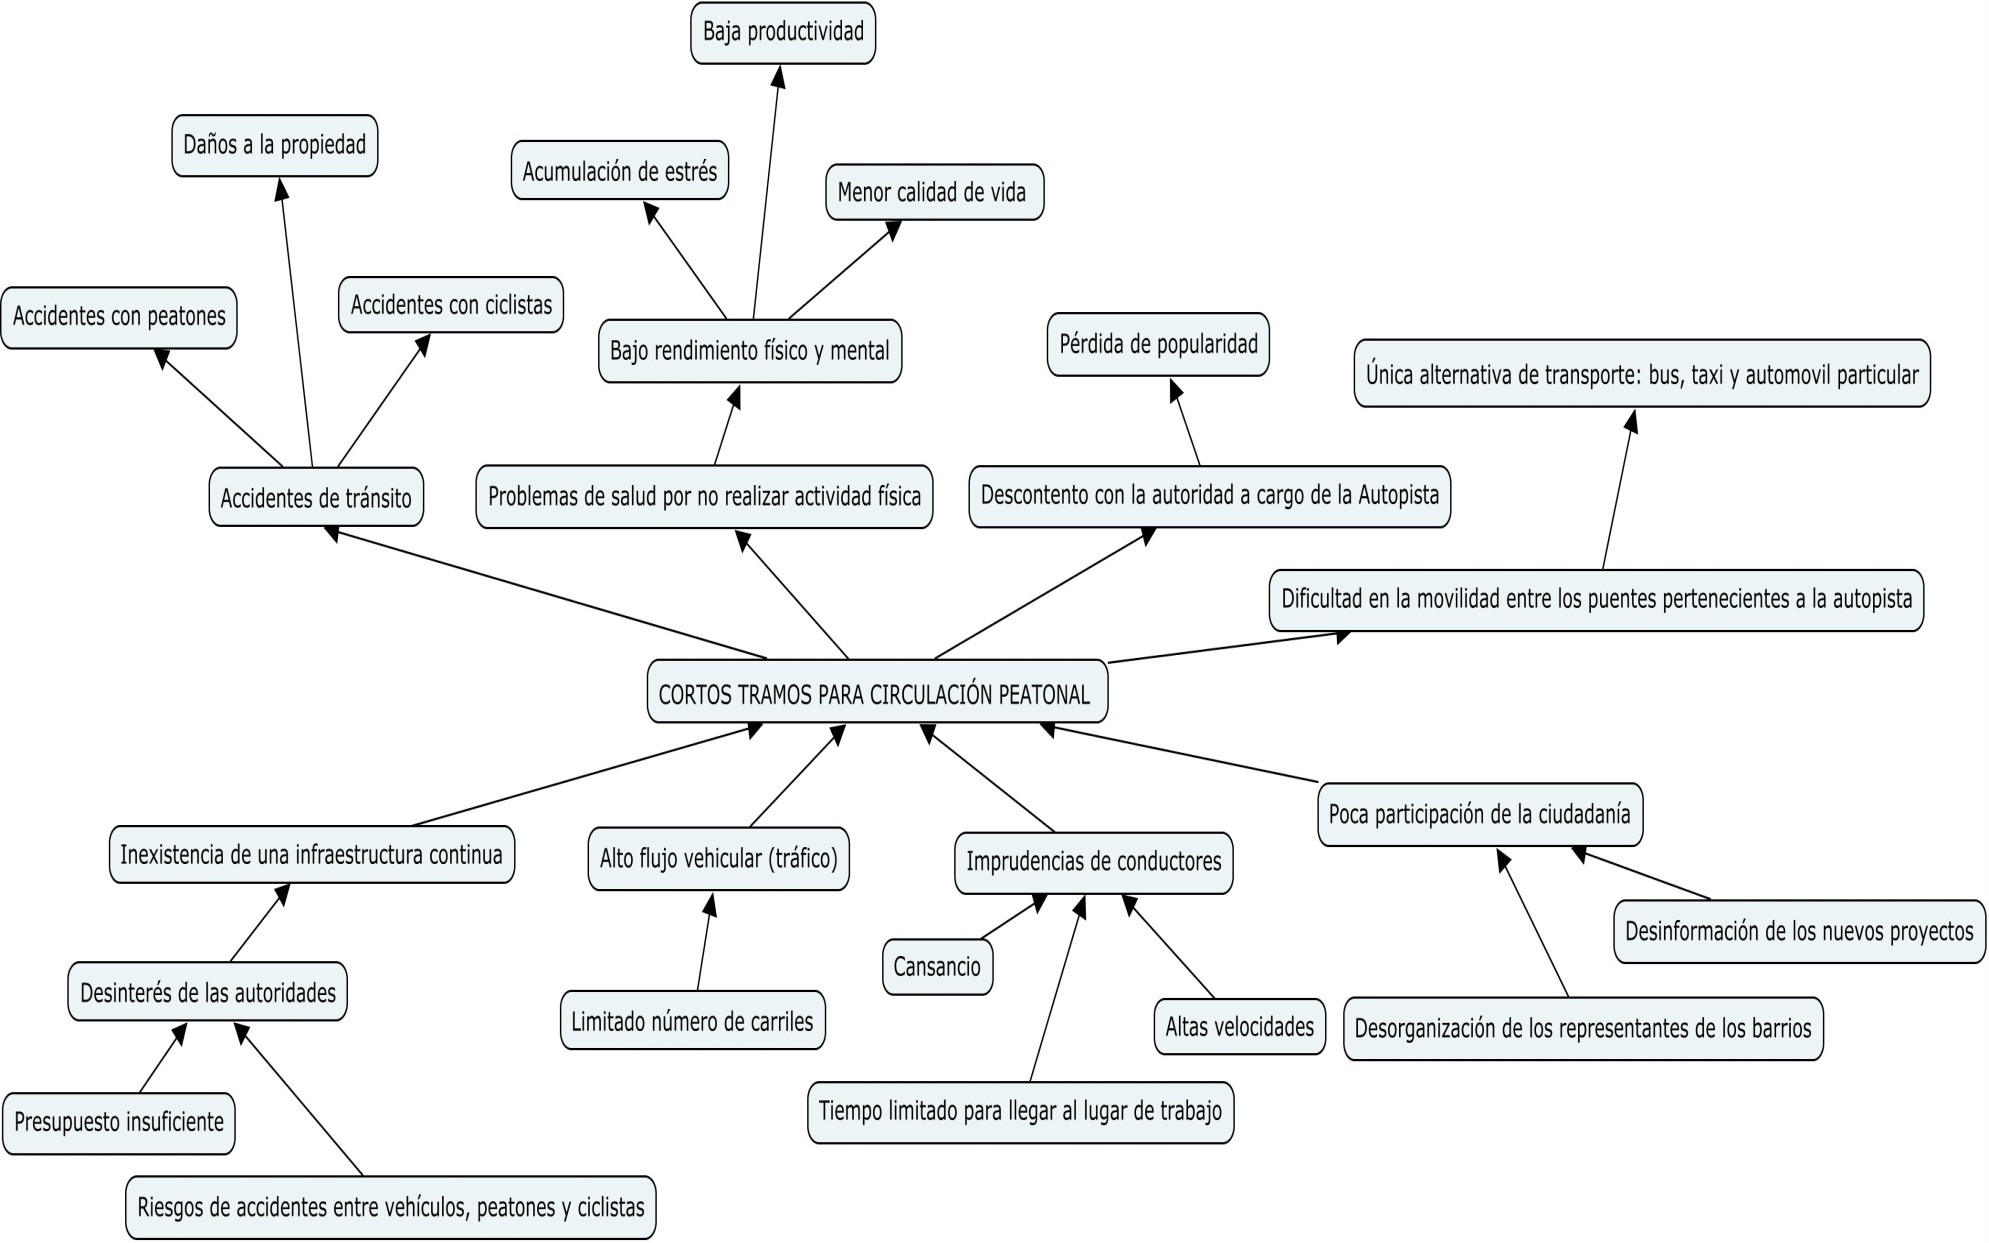 Baja productividad
Daños a la propiedad
Acumulación de estrés
Menor calidad de vida
Accidentes con peatones
Accidentes con ciclistas
Bajo rendimiento físico y mental
Pérdida de popularidad
Única alternativa de transporte: bus, taxi y automovil particular
Accidentes de tránsito
Problemas de salud por no realizar actividad física
Descontento con la autoridad a cargo de la Autopista
Dificultad en la movilidad entre los puentes pertenecientes a la autopista
CORTOS TRAMOS PARA CIRCULACIÓN PEATONAL
Poca participación de la ciudadanía
Inexistencia de una infraestructura continua
Alto flujo vehicular (tráfico)
Imprudencias de conductores
Desinformación de los nuevos proyectos
Cansancio
Desinterés de las autoridades
Limitado número de carriles
Altas velocidades
Desorganización de los representantes de los barrios
Presupuesto insuficiente
Tiempo limitado para llegar al lugar de trabajo
Riesgos de accidentes entre vehículos, peatones y ciclistas